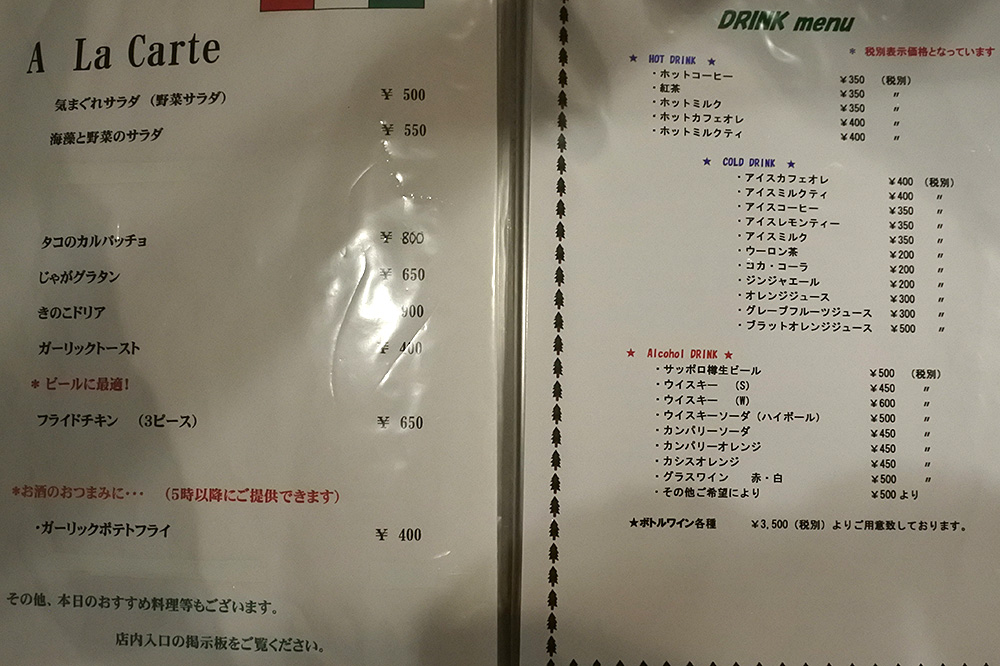 A La Carte
気まぐれサラダ (野菜サラダ) ¥ 500
海藻と野菜のサラダ ¥ 550
タコのカルパッチョ ¥ 800
じゃがグラタン ¥ 650
きのこドリア 900
ガーリックトースト ¥ 400
* ビールに最適!
フライドチキン (3ピース) ¥ 650
*お酒のおつまみに・・・ (5時以降にご提供できます)
・ガーリックポテトフライ ¥ 400
その他、本日のおすすめ料理等もございます。
店内入口の掲示板をご覧ください。
DRINK menu
* 税別表示価格となっています
★ HOT DRINK ★
・ホットコーヒー ¥350 (税別)
・紅茶 ¥350 〃
・ホットミルク ¥350 〃
・ホットカフェオレ ¥400 〃
・ホットミルクティ ¥400 〃
★ COLD DRINK ★
・アイスカフェオレ ¥400 (税別)
・アイスミルクティ ¥400 〃
・アイスコーヒー ¥350 〃
・アイスレモンティー ¥350 〃
・アイスミルク ¥350 〃
・ウーロン茶 ¥200 〃
・コカ・コーラ ¥200 〃
・ジンジャエール ¥200 〃
・オレンジジュース ¥300 〃
・グレープフルーツジュース ¥300 〃
・ブラットオレンジジュース ¥500 〃
★ Alcohol DRINK ★
・サッポロ樽生ビール ¥500 (税別)
・ウイスキー (S) ¥450 〃
・ウイスキー (W) ¥600 〃
・ウイスキーソーダ(ハイボール) ¥500 〃
・カンパリーソーダ ¥450 〃
・カンパリーオレンジ ¥450 〃
・カシスオレンジ ¥450 〃
・グラスワイン 赤・白 ¥500 〃
・その他ご希望により ¥500 より
★ボトルワイン各種 ¥3,500(税別)よりご用意致しております。